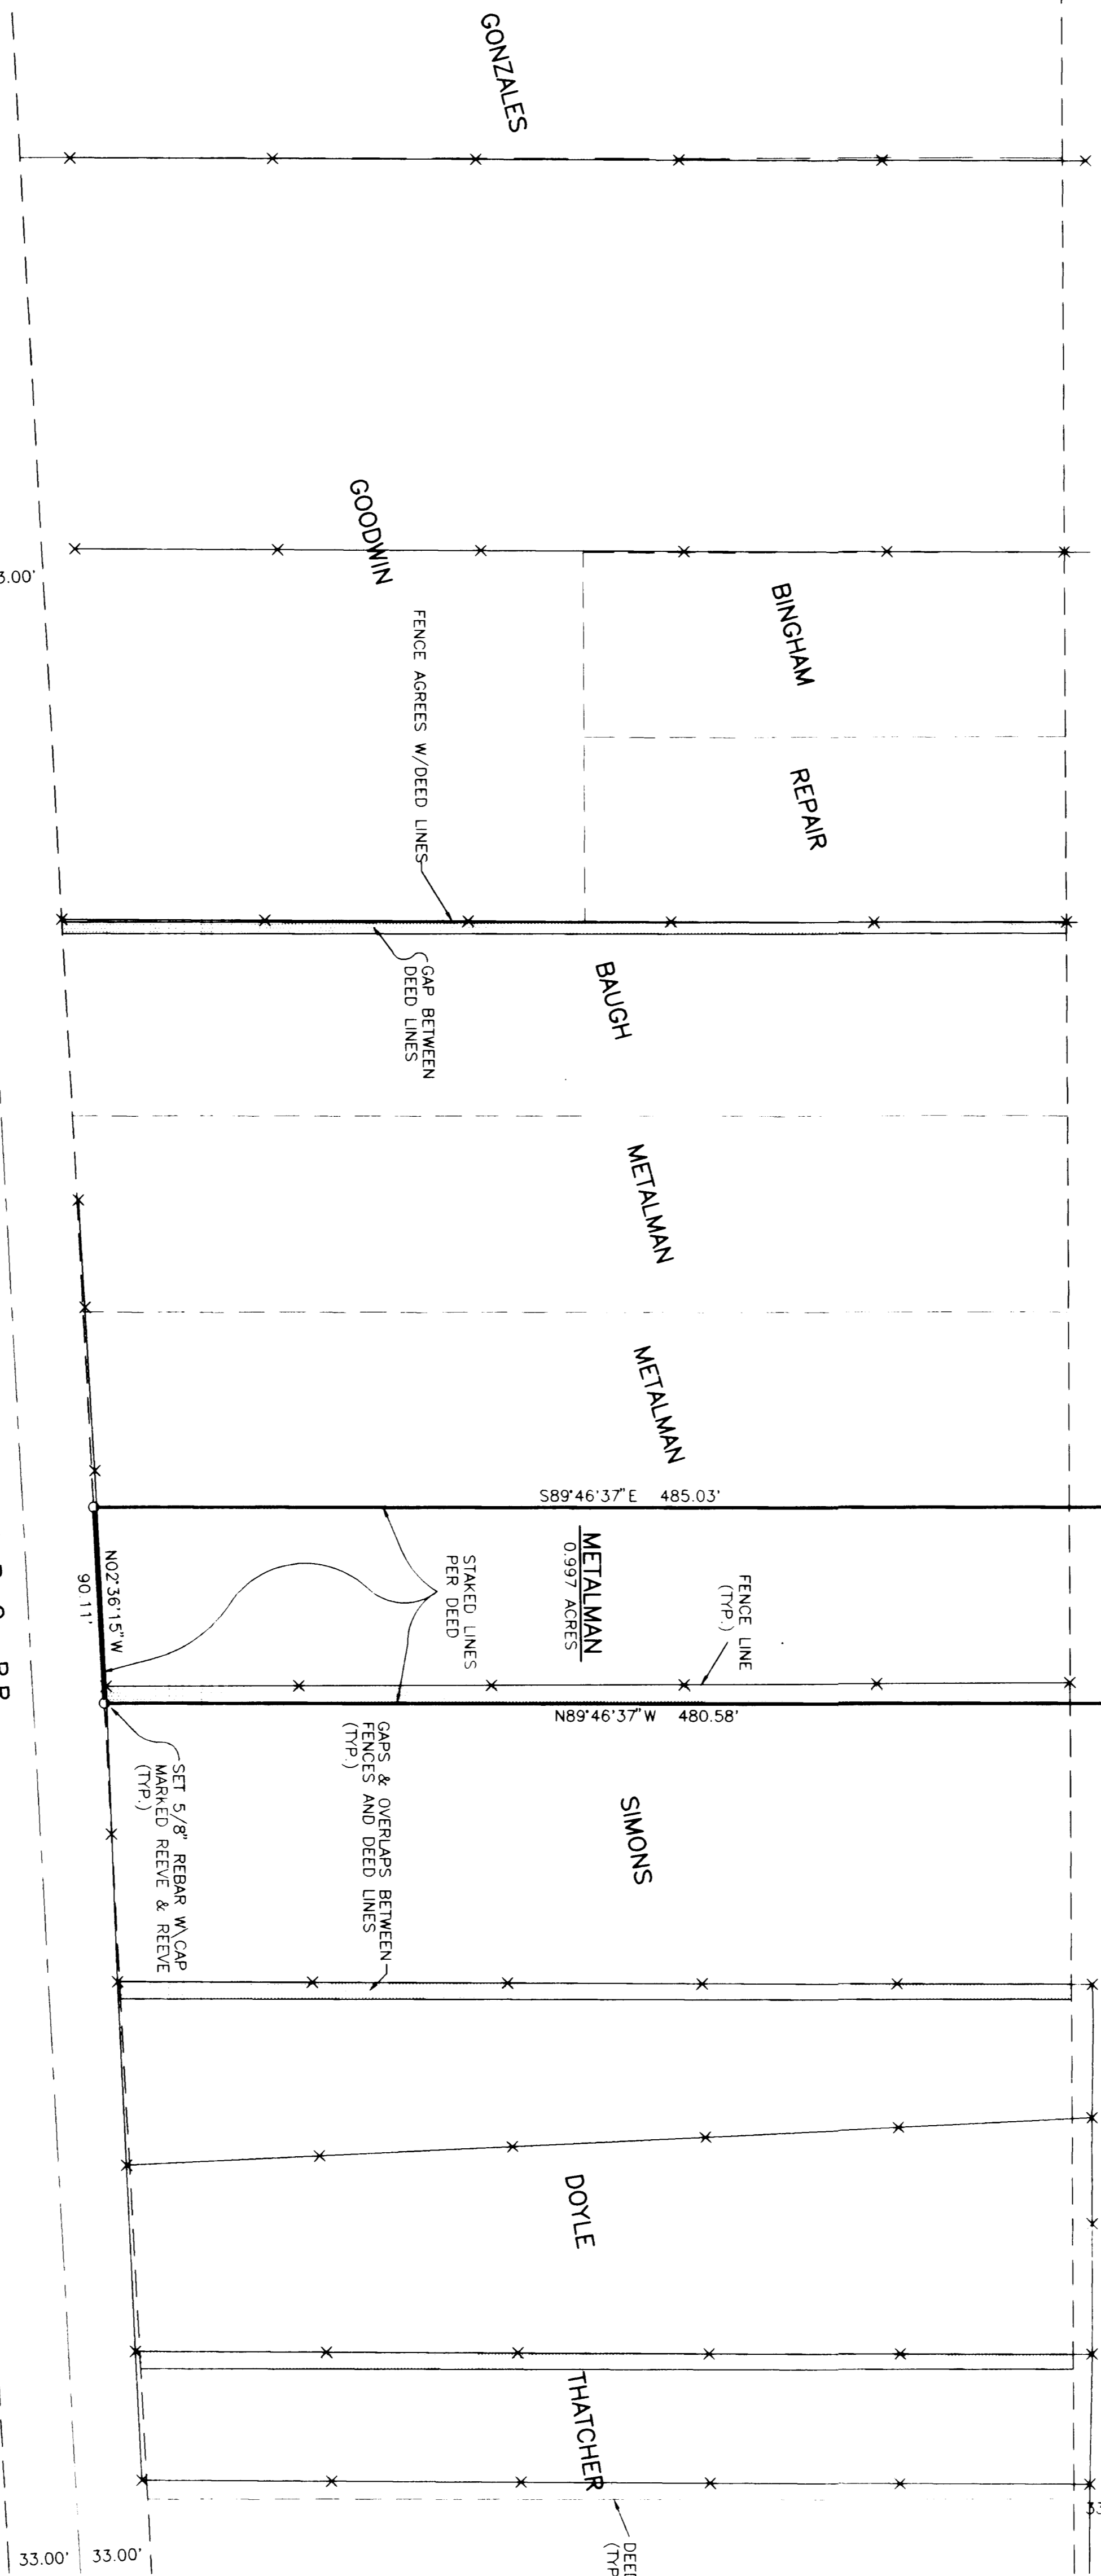 GONZALES
3.00'
GOODWIN
BINGHAM
FENCE AGREES W/DEED LINES
REPAIR
GAP BETWEEN
DEED LINES
BAUGH
METALMAN
METALMAN
S89°46'37"E 485.03'
METALMAN
0.997 ACRES
STAKED LINES
PER DEED
FENCE LINE
(TYP.)
N02°36'15"W
90.11'
N89°46'37"W 480.58'
GAPS & OVERLAPS BETWEEN
FENCES AND DEED LINES
(TYP.)
SET 5/8" REBAR W\CAP
MARKED REEVE & REEVE
(TYP.)
SIMONS
DOYLE
THATCHER
33
DEED
(TYP
33.00' 33.00'